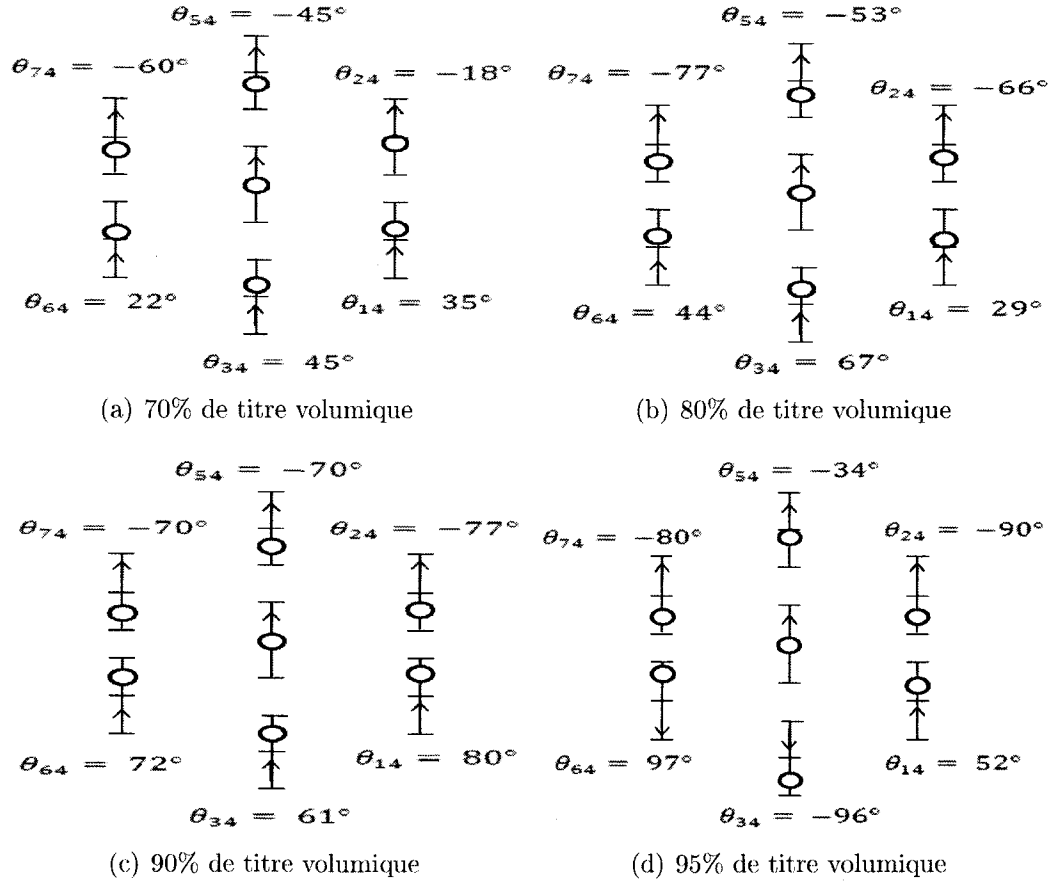 θ₅₄ = −45°
θ₇₄ = −60°
θ₂₄ = −18°
θ₆₄ = 22°
θ₁₄ = 35°
θ₃₄ = 45°
(a) 70% de titre volumique
θ₅₄ = −53°
θ₇₄ = −77°
θ₂₄ = −66°
θ₆₄ = 44°
θ₁₄ = 29°
θ₃₄ = 67°
(b) 80% de titre volumique
θ₅₄ = −70°
θ₇₄ = −70°
θ₂₄ = −77°
θ₆₄ = 72°
θ₁₄ = 80°
θ₃₄ = 61°
(c) 90% de titre volumique
θ₅₄ = −34°
θ₇₄ = −80°
θ₂₄ = −90°
θ₆₄ = 97°
θ₁₄ = 52°
θ₃₄ = −96°
(d) 95% de titre volumique